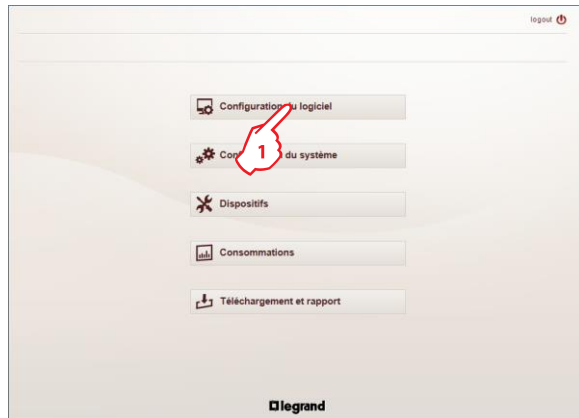 logout
Configuration du logiciel
1
Con du système
Dispositifs
Consommations
Téléchargement et rapport
legrand